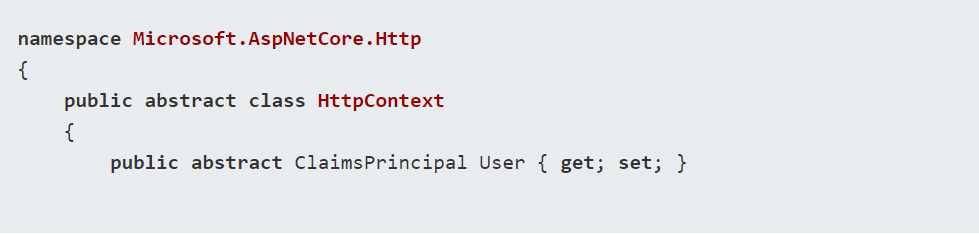 namespace Microsoft.AspNetCore.Http
{
    public abstract class HttpContext
    {
        public abstract ClaimsPrincipal User { get; set; }